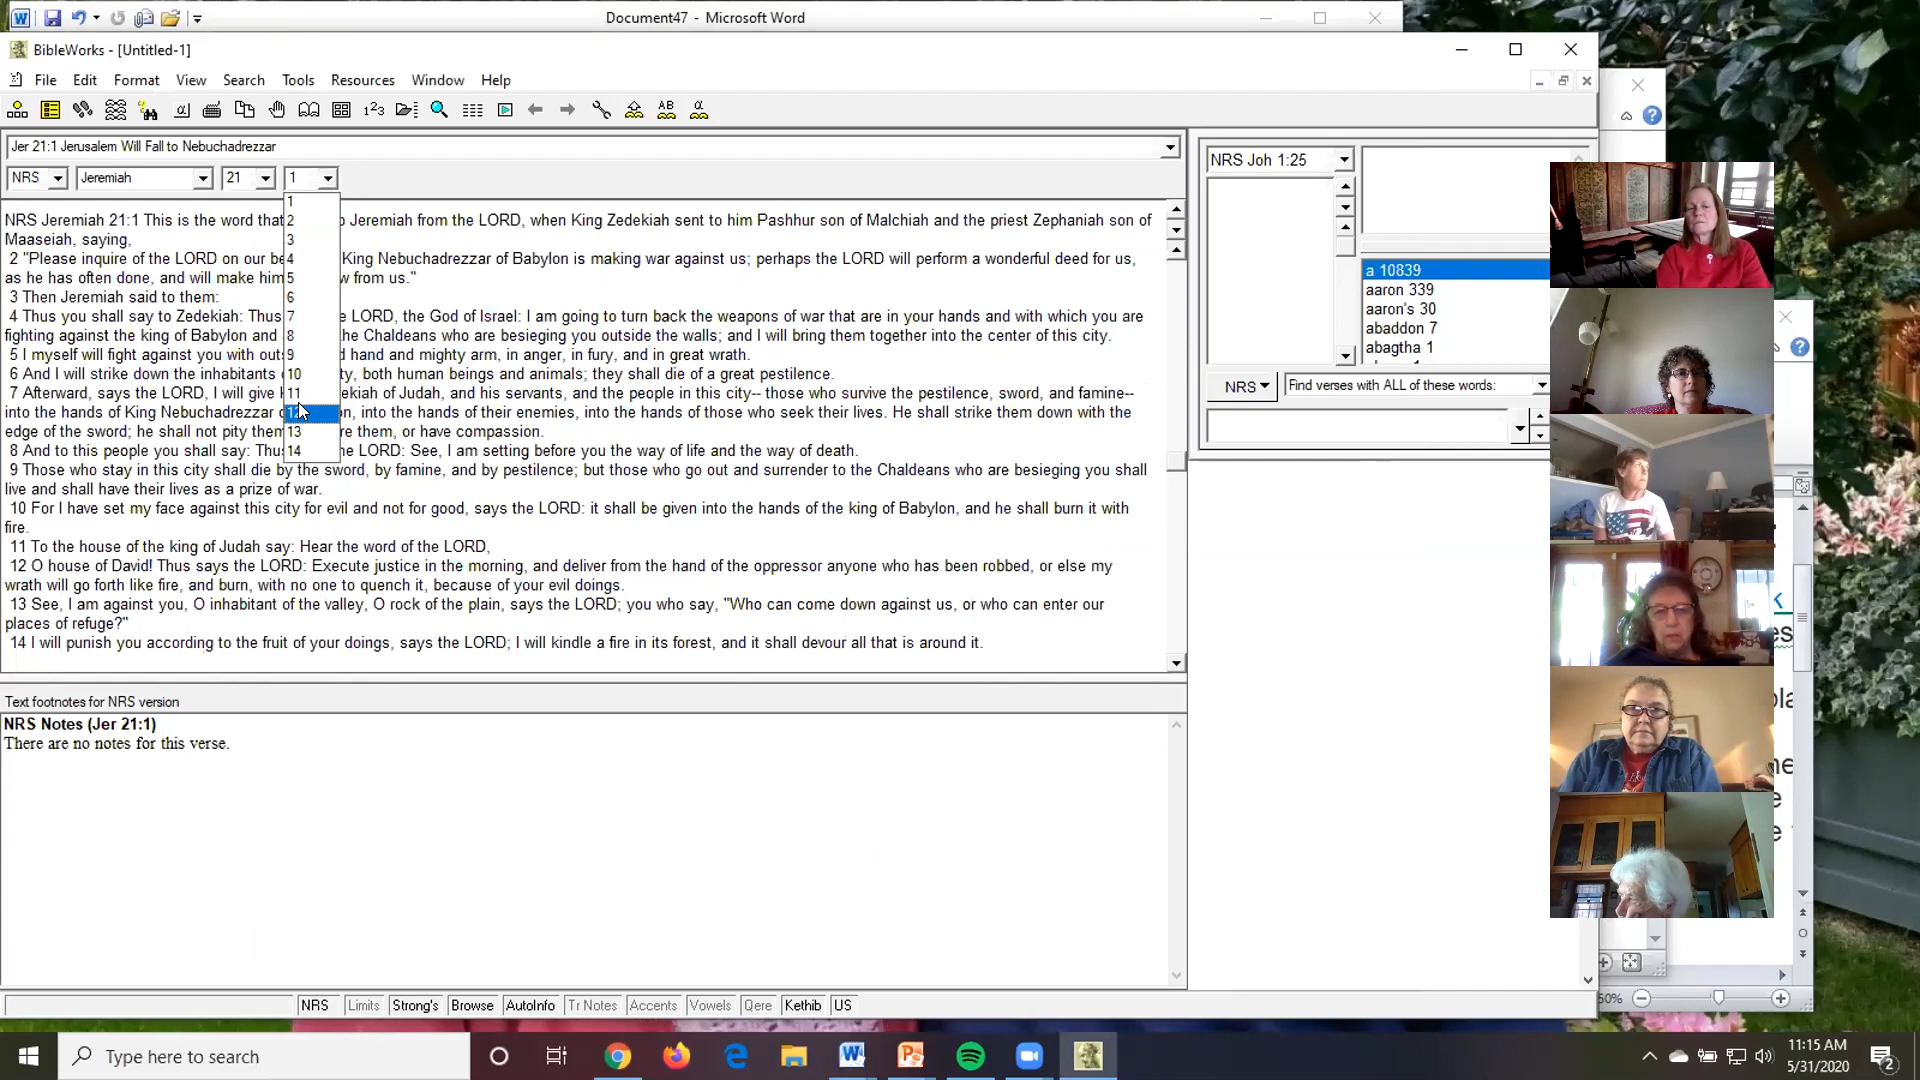 Document47 - Microsoft Word
BibleWorks - [Untitled-1]
File Edit Format View Search Tools Resources Window Help
Jer 21:1 Jerusalem Will Fall to Nebuchadrezzar
NRS Jeremiah 21 1
1
2
3
4
5
6
7
8
9
10
11
12
13
14
NRS Jeremiah 21:1 This is the word that Jeremiah from the LORD, when King Zedekiah sent to him Pashhur son of Malchiah and the priest Zephaniah son of
Maaseiah, saying,
2 "Please inquire of the LORD on our be King Nebuchadrezzar of Babylon is making war against us; perhaps the LORD will perform a wonderful deed for us,
as he has often done, and will make him w from us."
3 Then Jeremiah said to them:
4 Thus you shall say to Zedekiah: Thus LORD, the God of Israel: I am going to turn back the weapons of war that are in your hands and with which you are
fighting against the king of Babylon and the Chaldeans who are besieging you outside the walls; and I will bring them together into the center of this city.
5 I myself will fight against you with outs d hand and mighty arm, in anger, in fury, and in great wrath.
6 And I will strike down the inhabitants ty, both human beings and animals; they shall die of a great pestilence.
7 Afterward, says the LORD, I will give ekiah of Judah, and his servants, and the people in this city-- those who survive the pestilence, sword, and famine--
into the hands of King Nebuchadrezzar n, into the hands of their enemies, into the hands of those who seek their lives. He shall strike them down with the
edge of the sword; he shall not pity them re them, or have compassion.
8 And to this people you shall say: Thus the LORD: See, I am setting before you the way of life and the way of death.
9 Those who stay in this city shall die by the sword, by famine, and by pestilence; but those who go out and surrender to the Chaldeans who are besieging you shall
live and shall have their lives as a prize of war.
10 For I have set my face against this city for evil and not for good, says the LORD: it shall be given into the hands of the king of Babylon, and he shall burn it with
fire.
11 To the house of the king of Judah say: Hear the word of the LORD,
12 O house of David! Thus says the LORD: Execute justice in the morning, and deliver from the hand of the oppressor anyone who has been robbed, or else my
wrath will go forth like fire, and burn, with no one to quench it, because of your evil doings.
13 See, I am against you, O inhabitant of the valley, O rock of the plain, says the LORD; you who say, "Who can come down against us, or who can enter our
places of refuge?"
14 I will punish you according to the fruit of your doings, says the LORD; I will kindle a fire in its forest, and it shall devour all that is around it.
Text footnotes for NRS version
NRS Notes (Jer 21:1)
There are no notes for this verse.
NRS Joh 1:25
a 10839
aaron 339
aaron's 30
abaddon 7
abagtha 1
NRS Find verses with ALL of these words:
NRS Limits Strong's Browse AutoInfo Tr Notes Accents Vowels Qere Kethib US
50%
Type here to search
11:15 AM
5/31/2020
2